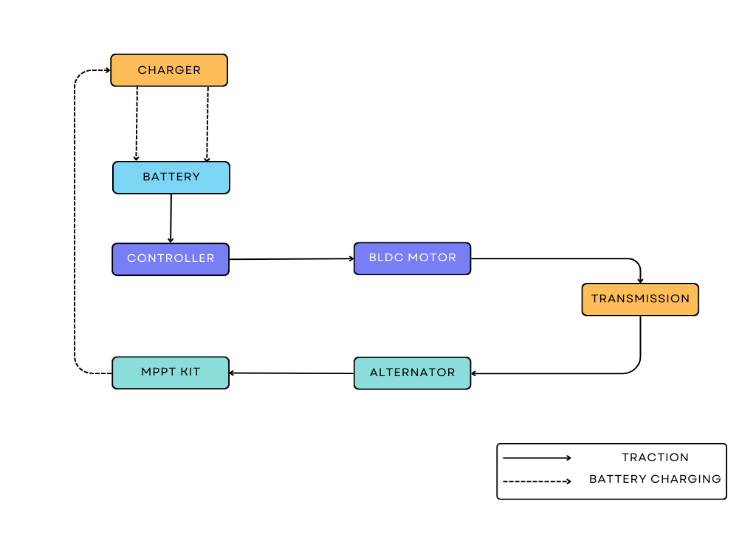 CHARGER
BATTERY
CONTROLLER
BLDC MOTOR
TRANSMISSION
MPPT KIT
ALTERNATOR
TRACTION
BATTERY CHARGING